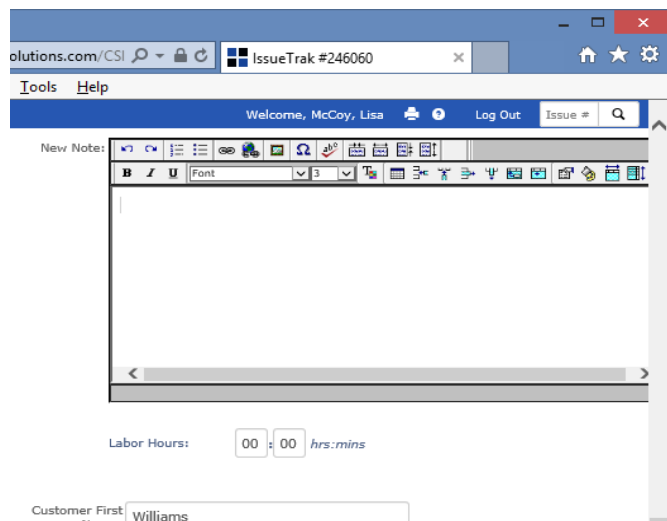 olutions.com/CSI
IssueTrak #246060
Tools Help
Welcome, McCoy, Lisa ? Log Out Issue #
New Note:
B I U Font 3
Labor Hours: 00 : 00 hrs:mins
Customer First
Williams